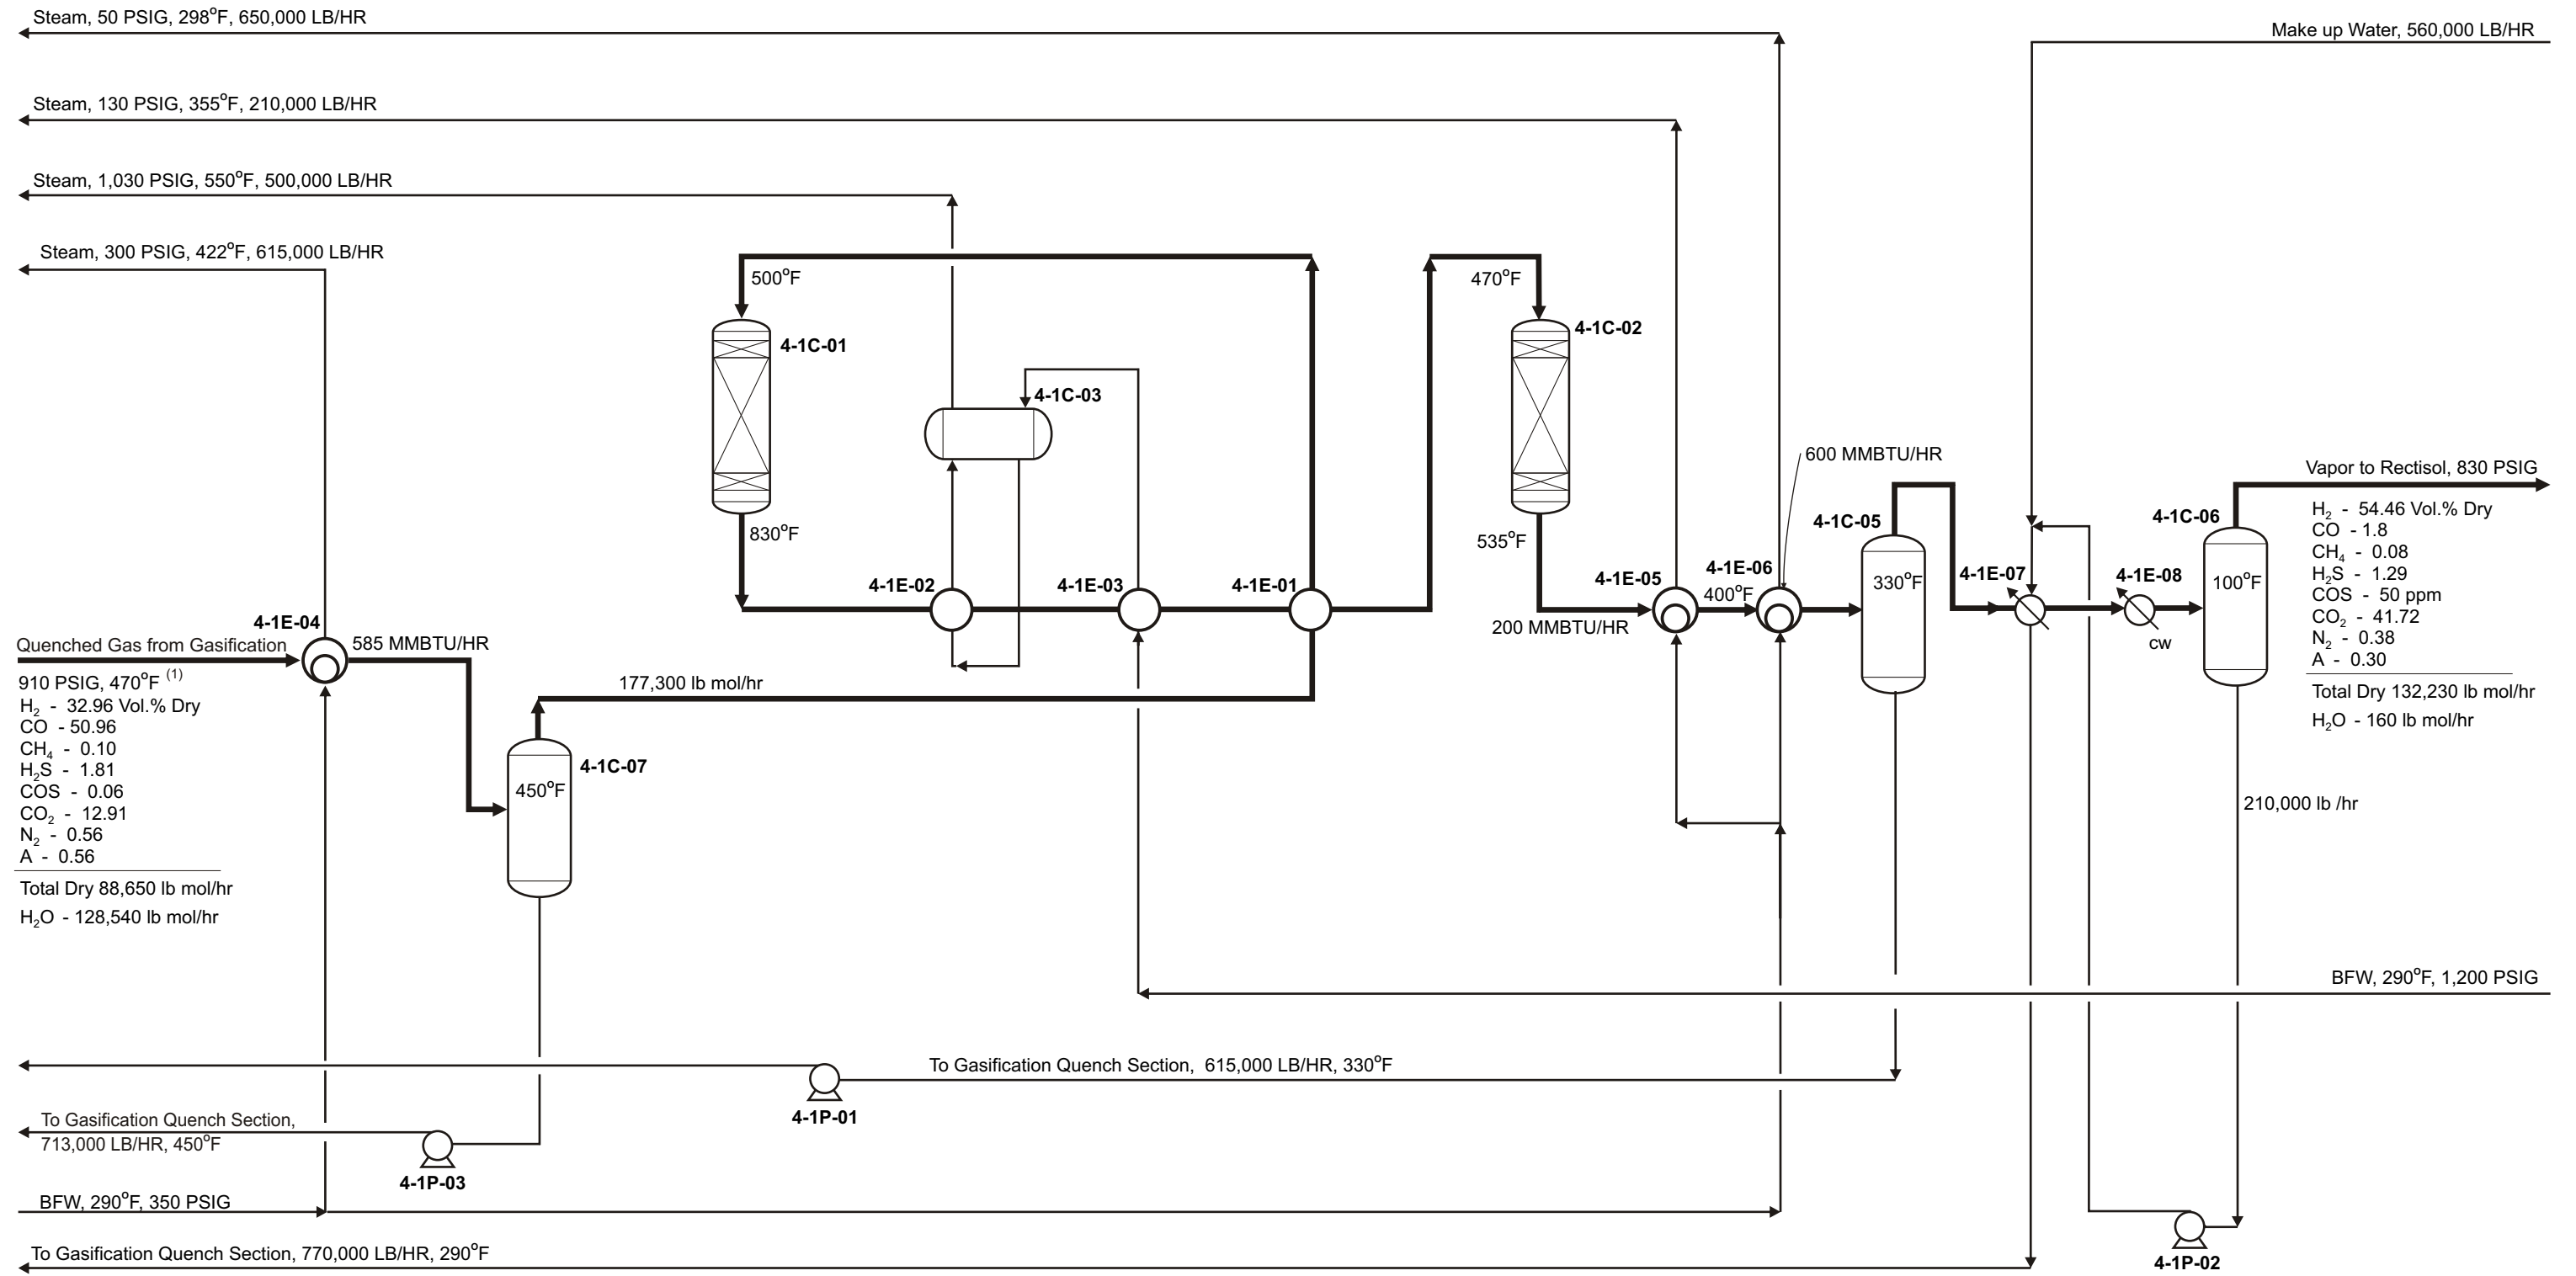 Steam, 50 PSIG, 298°F, 650,000 LB/HR
Make up Water, 560,000 LB/HR
Steam, 130 PSIG, 355°F, 210,000 LB/HR
Steam, 1,030 PSIG, 550°F, 500,000 LB/HR
Steam, 300 PSIG, 422°F, 615,000 LB/HR
500°F
4-1C-01
830°F
4-1C-03
470°F
4-1C-02
535°F
4-1E-02
4-1E-03
4-1E-01
4-1E-05
200 MMBTU/HR
4-1E-06
400°F
600 MMBTU/HR
4-1C-05
330°F
4-1E-07
4-1E-08
cw
4-1C-06
100°F
Vapor to Rectisol, 830 PSIG
H₂ - 54.46 Vol.% Dry
CO - 1.8
CH₄ - 0.08
H₂S - 1.29
COS - 50 ppm
CO₂ - 41.72
N₂ - 0.38
A - 0.30
Total Dry 132,230 lb mol/hr
H₂O - 160 lb mol/hr
210,000 lb /hr
4-1E-04
Quenched Gas from Gasification
585 MMBTU/HR
910 PSIG, 470°F (1)
H₂ - 32.96 Vol.% Dry
CO - 50.96
CH₄ - 0.10
H₂S - 1.81
COS - 0.06
CO₂ - 12.91
N₂ - 0.56
A - 0.56
Total Dry 88,650 lb mol/hr
H₂O - 128,540 lb mol/hr
177,300 lb mol/hr
4-1C-07
450°F
BFW, 290°F, 1,200 PSIG
To Gasification Quench Section, 615,000 LB/HR, 330°F
4-1P-01
To Gasification Quench Section,
713,000 LB/HR, 450°F
4-1P-03
BFW, 290°F, 350 PSIG
To Gasification Quench Section, 770,000 LB/HR, 290°F
4-1P-02